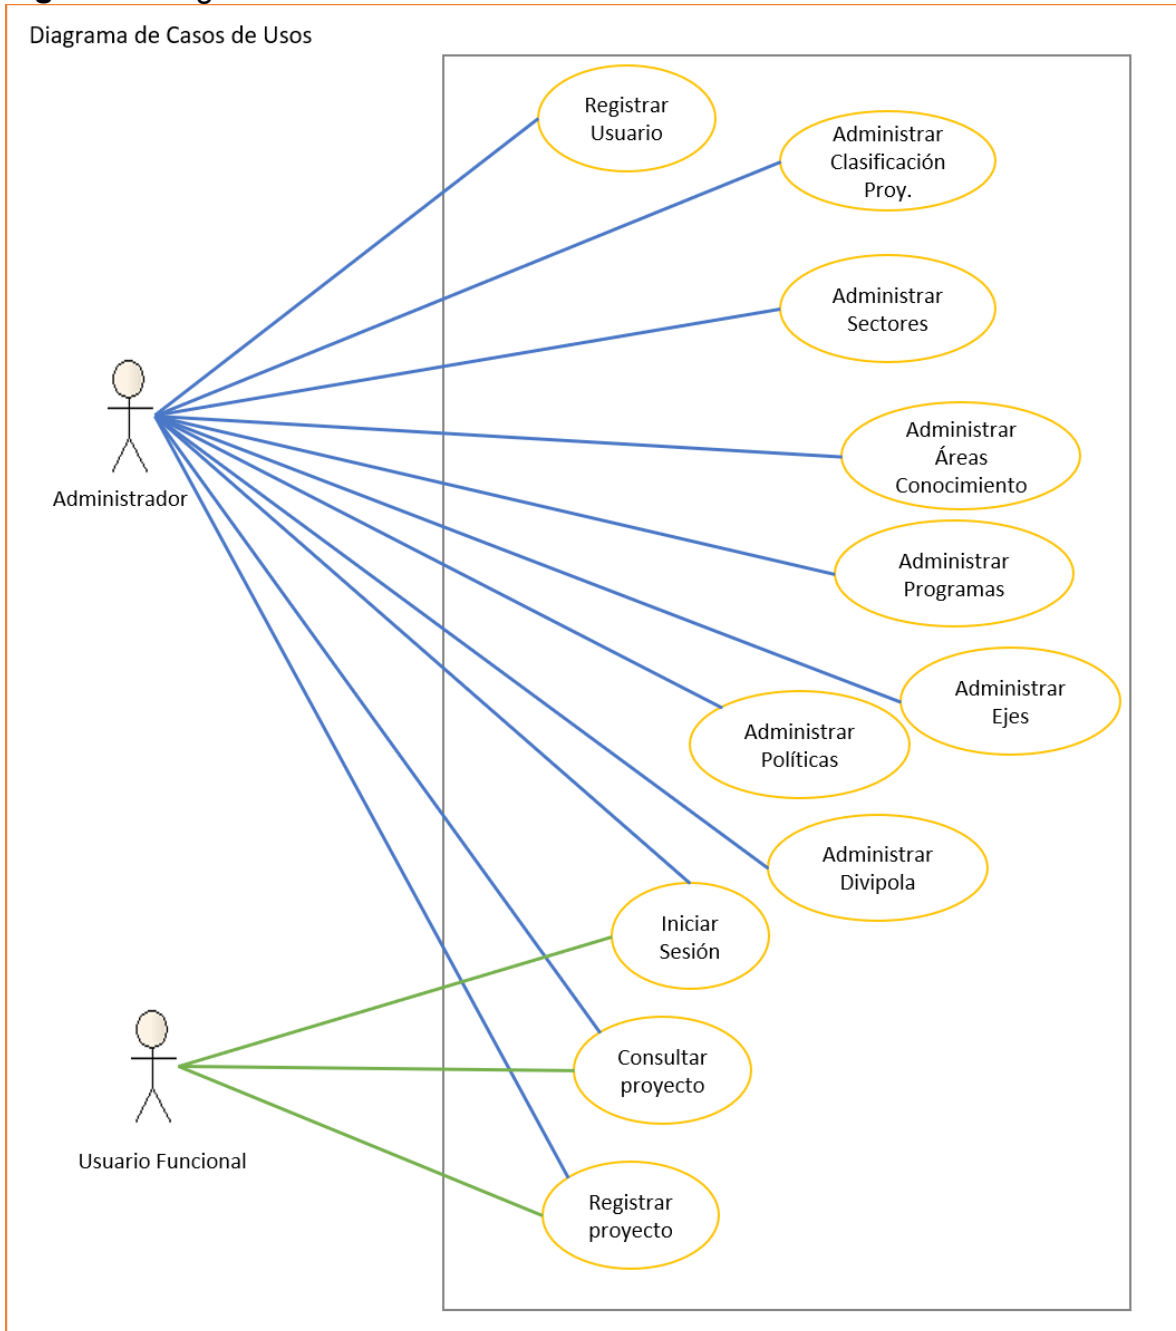 Diagrama de Casos de Usos
Registrar
Usuario
Administrar
Clasificación
Proy.
Administrar
Sectores
Administrar
Áreas
Conocimiento
Administrar
Programas
Administrar
Ejes
Administrar
Políticas
Administrar
Divipola
Iniciar
Sesión
Consultar
proyecto
Registrar
proyecto
Administrador
Usuario Funcional